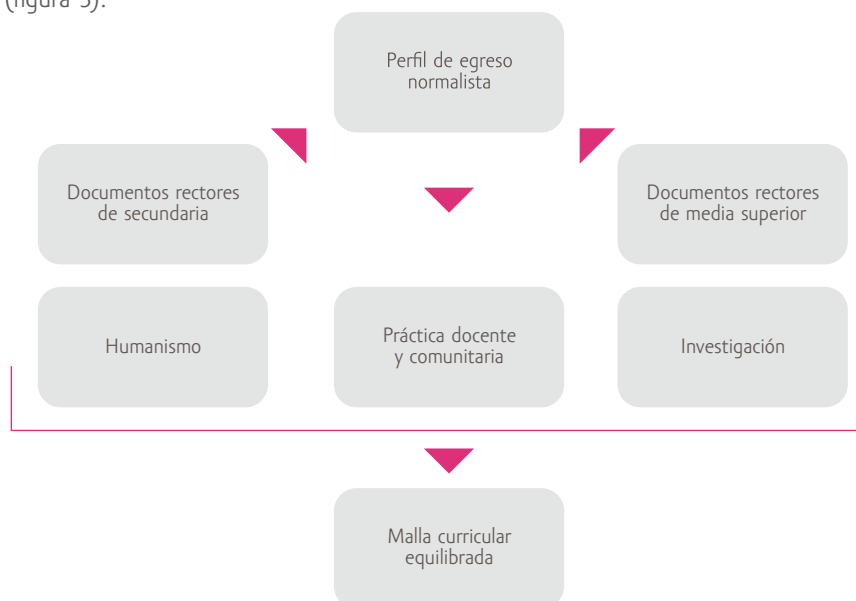 (figura 3).
Perfil de egreso
normalista
Documentos rectores
de secundaria
Documentos rectores
de media superior
Humanismo
Práctica docente
y comunitaria
Investigación
Malla curricular
equilibrada